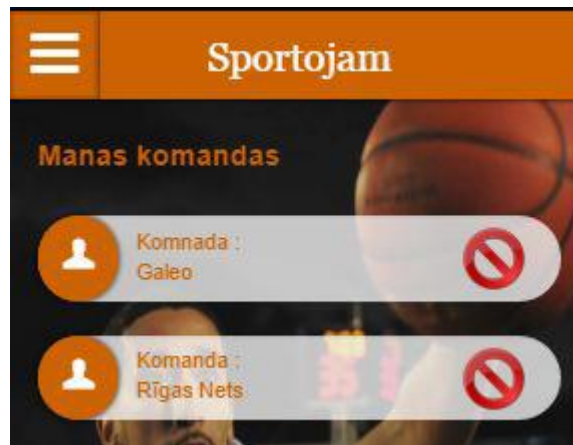 Sportojam
Manas komandas
Komnada :
Galeo
Komanda :
Rīgas Nets